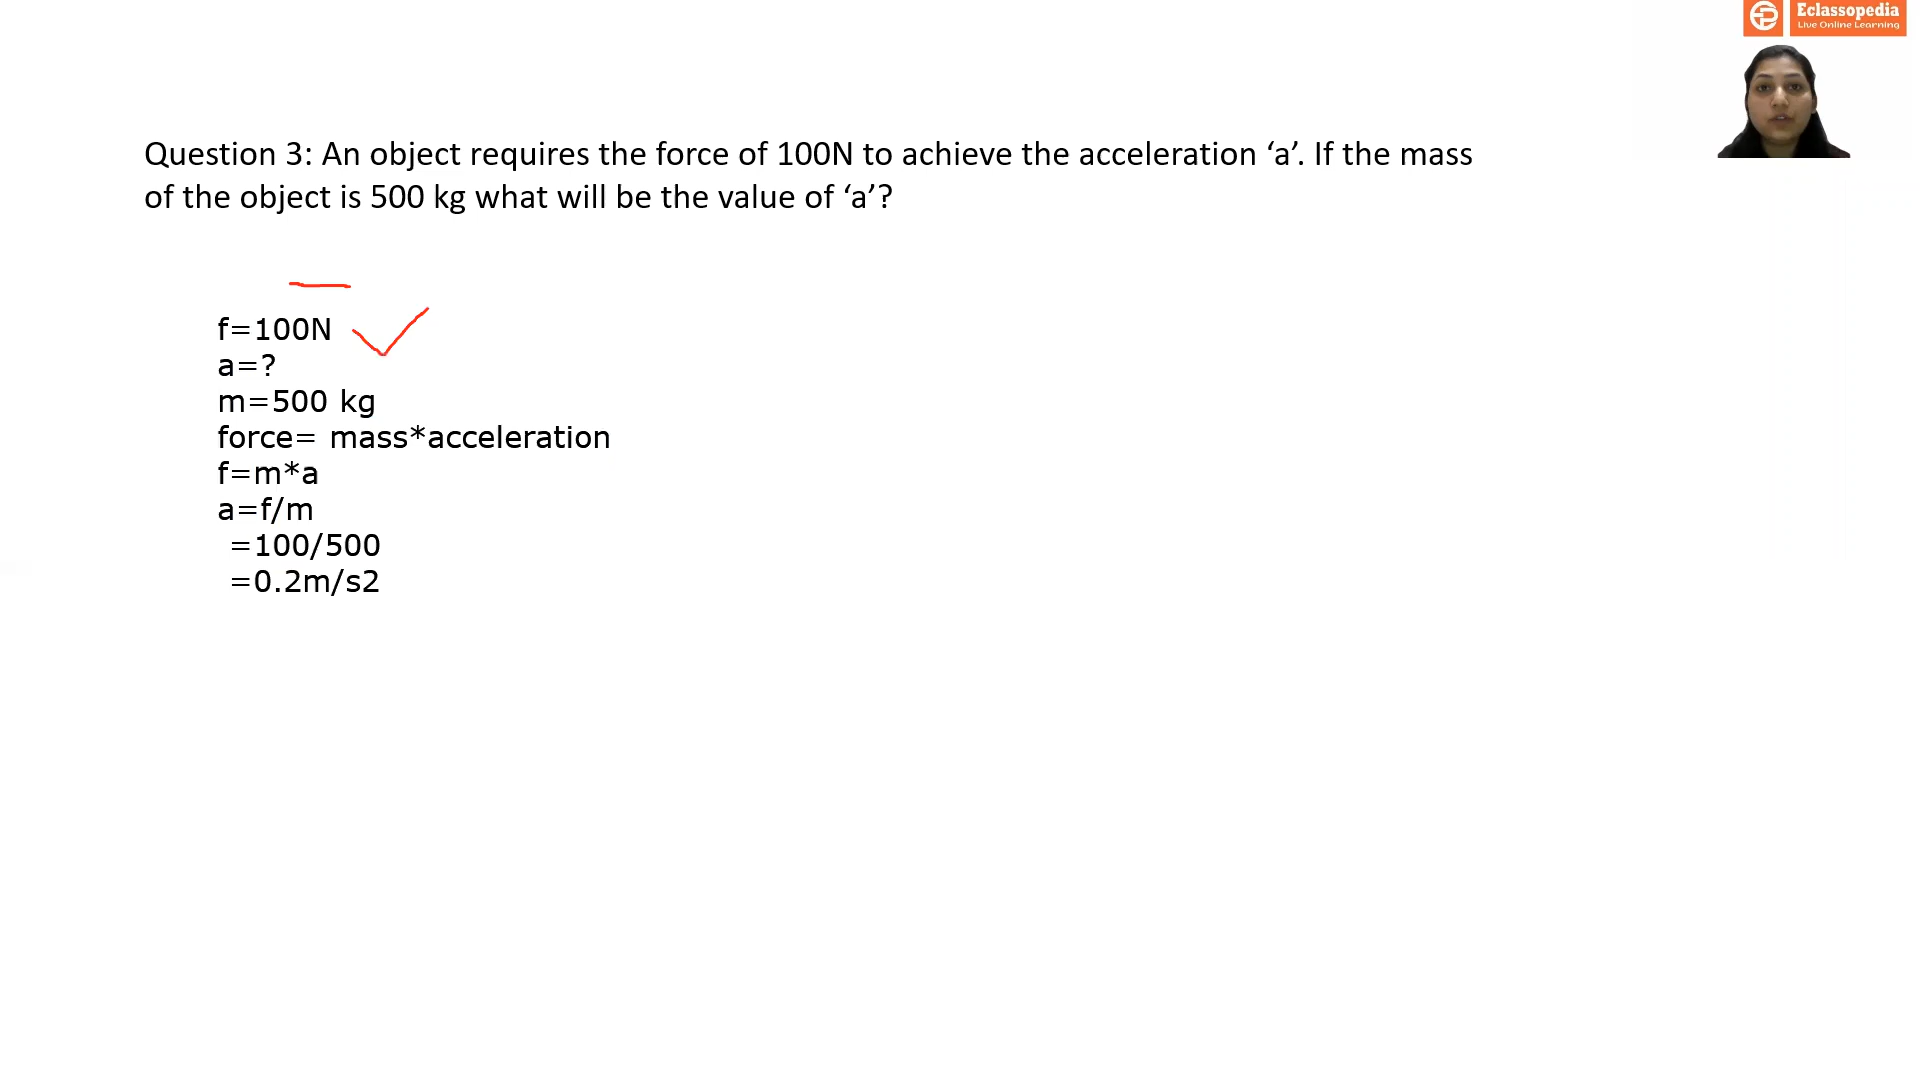 Eclassopedia
Live Online Learning
Question 3: An object requires the force of 100N to achieve the acceleration ‘a’. If the mass
of the object is 500 kg what will be the value of ‘a’?
f=100N
a=?
m=500 kg
force= mass*acceleration
f=m*a
a=f/m
=100/500
=0.2m/s2